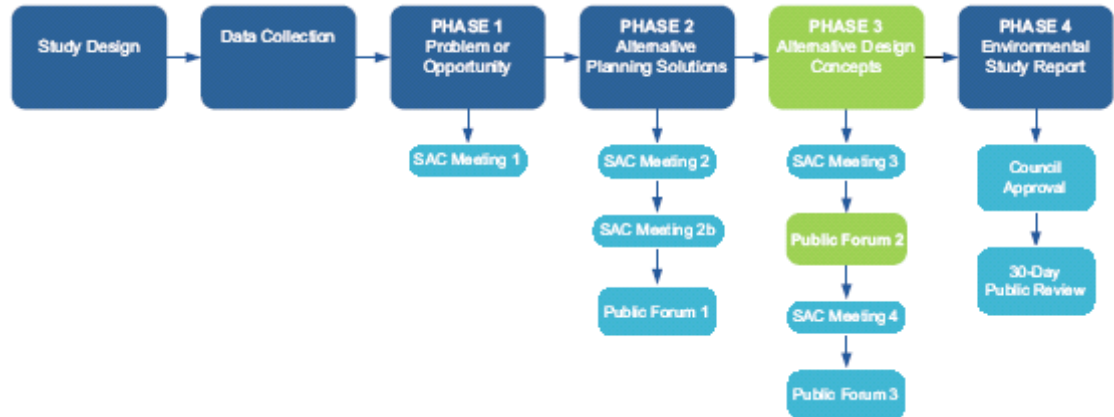 Study Design
Data Collection
PHASE 1
Problem or
Opportunity
PHASE 2
Alternative
Planning Solutions
PHASE 3
Alternative Design
Concepts
PHASE 4
Environmental
Study Report
SAC Meeting 1
SAC Meeting 2
SAC Meeting 2b
Public Forum 1
SAC Meeting 3
Public Forum 2
SAC Meeting 4
Public Forum 3
Council
Approval
30-Day
Public Review